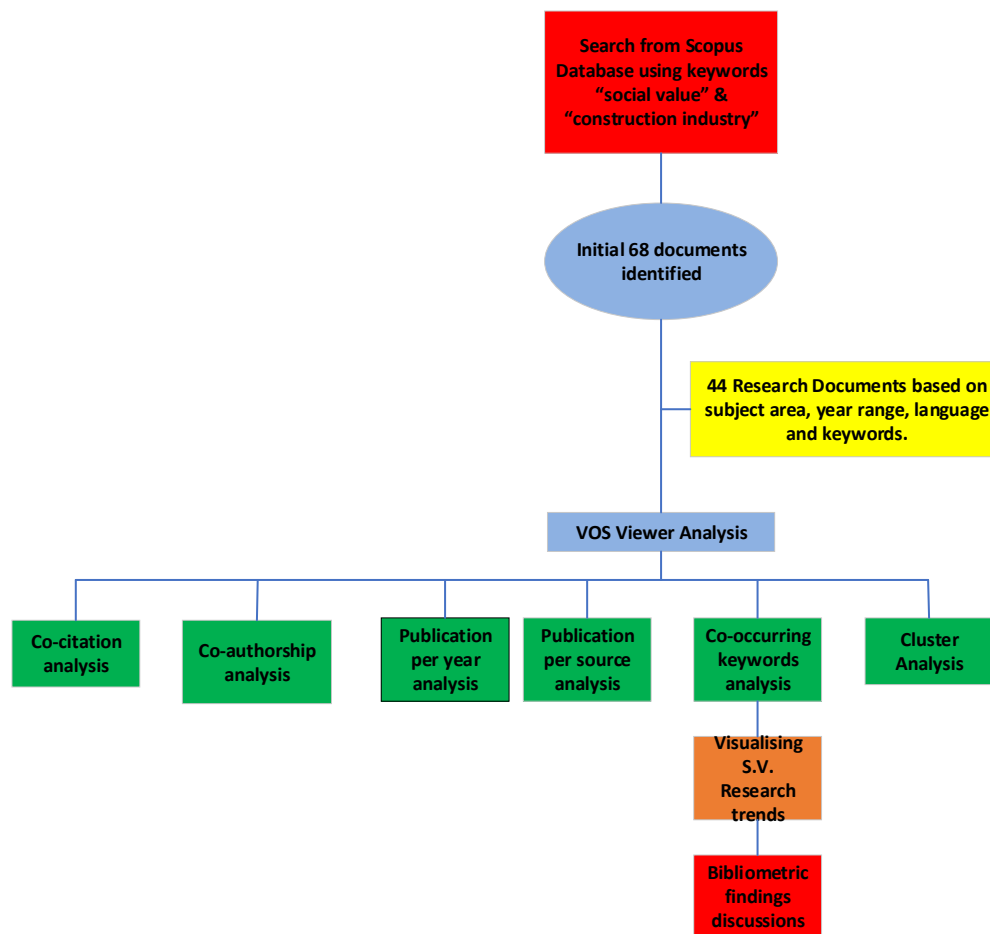 Search from Scopus
Database using keywords
“social value” &
“construction industry”
Initial 68 documents
identified
44 Research Documents based on
subject area, year range, language
and keywords.
VOS Viewer Analysis
Co-citation
analysis
Co-authorship
analysis
Publication
per year
analysis
Publication
per source
analysis
Co-occurring
keywords
analysis
Cluster
Analysis
Visualising
S.V.
Research
trends
Bibliometric
findings
discussions